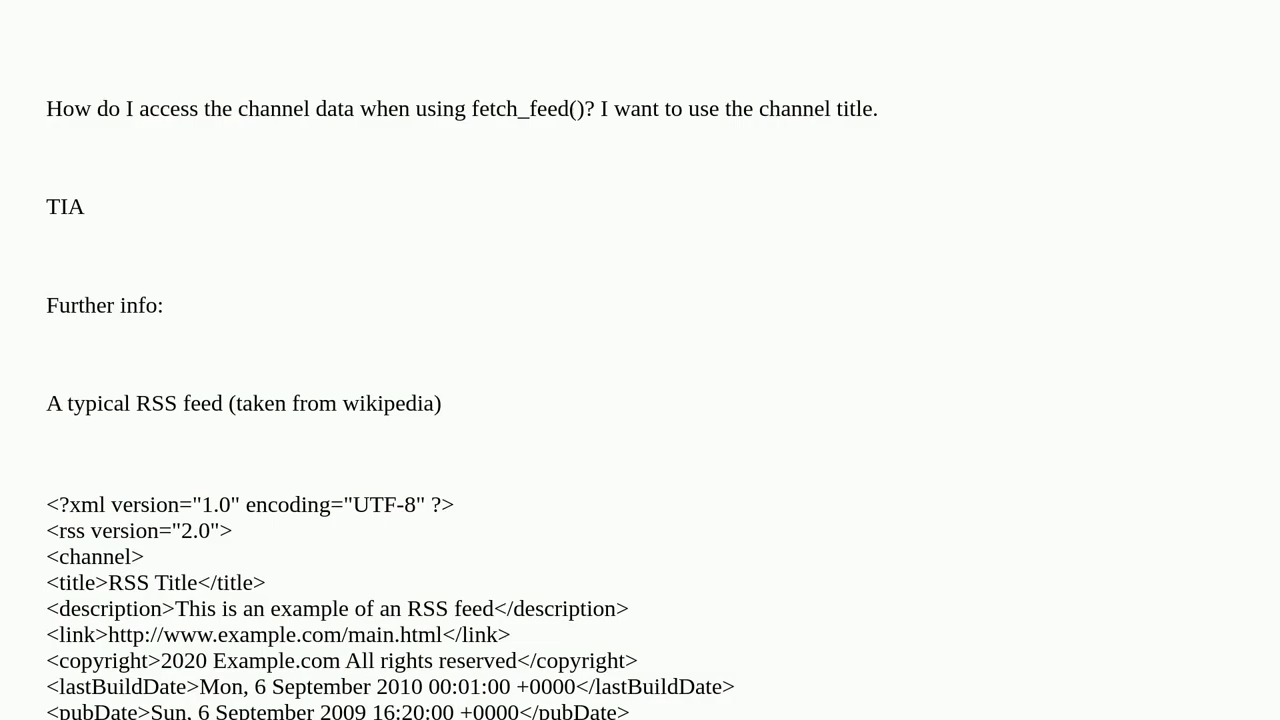 How do I access the channel data when using fetch_feed()? I want to use the channel title.
TIA
Further info:
A typical RSS feed (taken from wikipedia)
<?xml version="1.0" encoding="UTF-8" ?>
<rss version="2.0">
<channel>
<title>RSS Title</title>
<description>This is an example of an RSS feed</description>
<link>http://www.example.com/main.html</link>
<copyright>2020 Example.com All rights reserved</copyright>
<lastBuildDate>Mon, 6 September 2010 00:01:00 +0000</lastBuildDate>
<pubDate>Sun, 6 September 2009 16:20:00 +0000</pubDate>